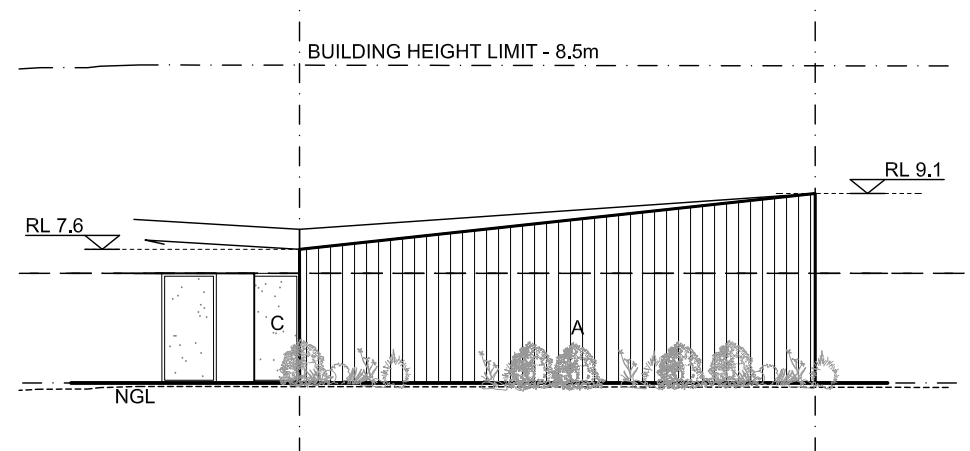 BUILDING HEIGHT LIMIT - 8.5m
RL 9.1
RL 7.6
C
A
NGL